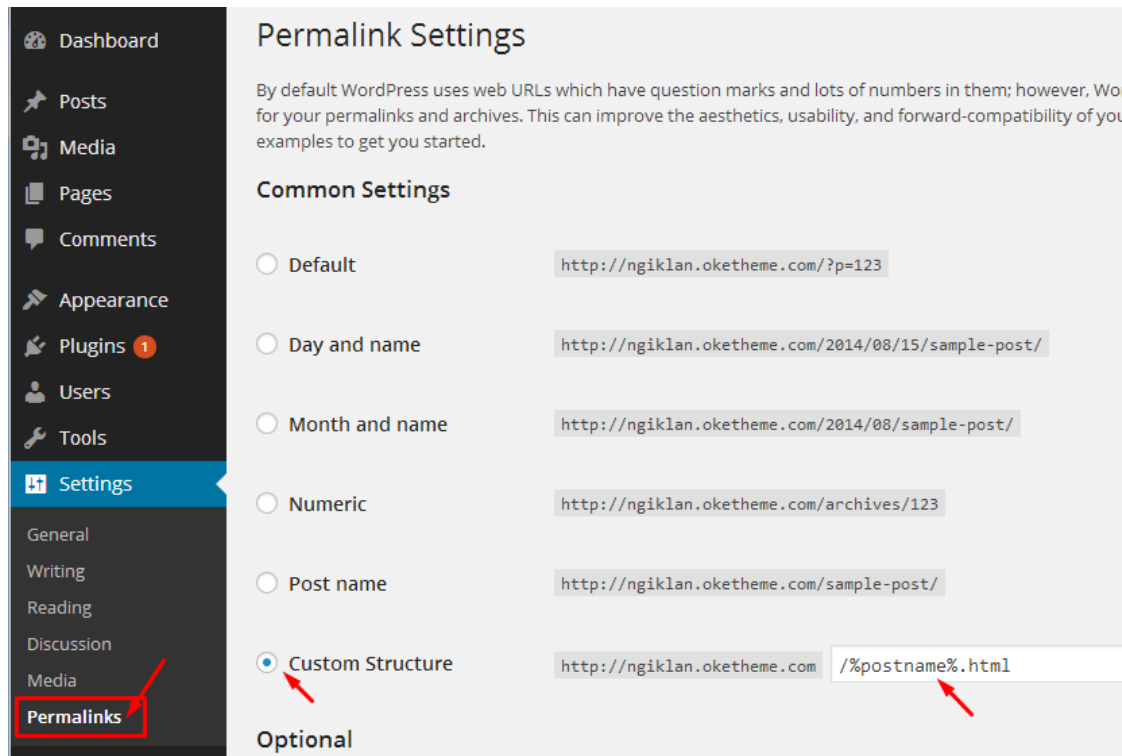 Dashboard
Posts
Media
Pages
Comments
Appearance
Plugins 1
Users
Tools
Settings
General
Writing
Reading
Discussion
Media
Permalinks
Permalink Settings
By default WordPress uses web URLs which have question marks and lots of numbers in them; however,
for your permalinks and archives. This can improve the aesthetics, usability, and forward-compatibility of
examples to get you started.
Common Settings
Default http://ngiklan.oketheme.com/?p=123
Day and name http://ngiklan.oketheme.com/2014/08/15/sample-post/
Month and name http://ngiklan.oketheme.com/2014/08/sample-post/
Numeric http://ngiklan.oketheme.com/archives/123
Post name http://ngiklan.oketheme.com/sample-post/
Custom Structure http://ngiklan.oketheme.com /%postname%.html
Optional